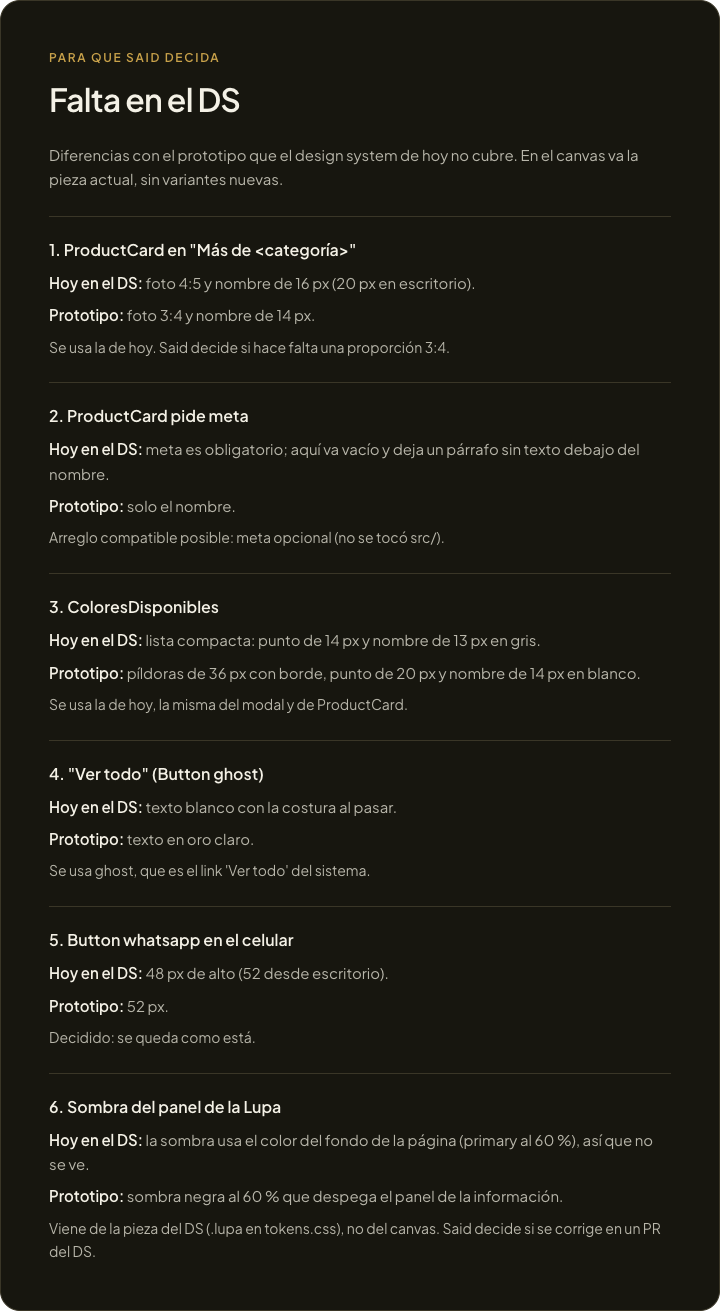 PARA QUE SAID DECIDA
Falta en el DS
Diferencias con el prototipo que el design system de hoy no cubre. En el canvas va la
pieza actual, sin variantes nuevas.
1. ProductCard en "Más de <categoría>"
Hoy en el DS: foto 4:5 y nombre de 16 px (20 px en escritorio).
Prototipo: foto 3:4 y nombre de 14 px.
Se usa la de hoy. Said decide si hace falta una proporción 3:4.
2. ProductCard pide meta
Hoy en el DS: meta es obligatorio; aquí va vacío y deja un párrafo sin texto debajo del
nombre.
Prototipo: solo el nombre.
Arreglo compatible posible: meta opcional (no se tocó src/).
3. ColoresDisponibles
Hoy en el DS: lista compacta: punto de 14 px y nombre de 13 px en gris.
Prototipo: píldoras de 36 px con borde, punto de 20 px y nombre de 14 px en blanco.
Se usa la de hoy, la misma del modal y de ProductCard.
4. "Ver todo" (Button ghost)
Hoy en el DS: texto blanco con la costura al pasar.
Prototipo: texto en oro claro.
Se usa ghost, que es el link 'Ver todo' del sistema.
5. Button whatsapp en el celular
Hoy en el DS: 48 px de alto (52 desde escritorio).
Prototipo: 52 px.
Decidido: se queda como está.
6. Sombra del panel de la Lupa
Hoy en el DS: la sombra usa el color del fondo de la página (primary al 60 %), así que no
se ve.
Prototipo: sombra negra al 60 % que despega el panel de la información.
Viene de la pieza del DS (.lupa en tokens.css), no del canvas. Said decide si se corrige en un PR
del DS.